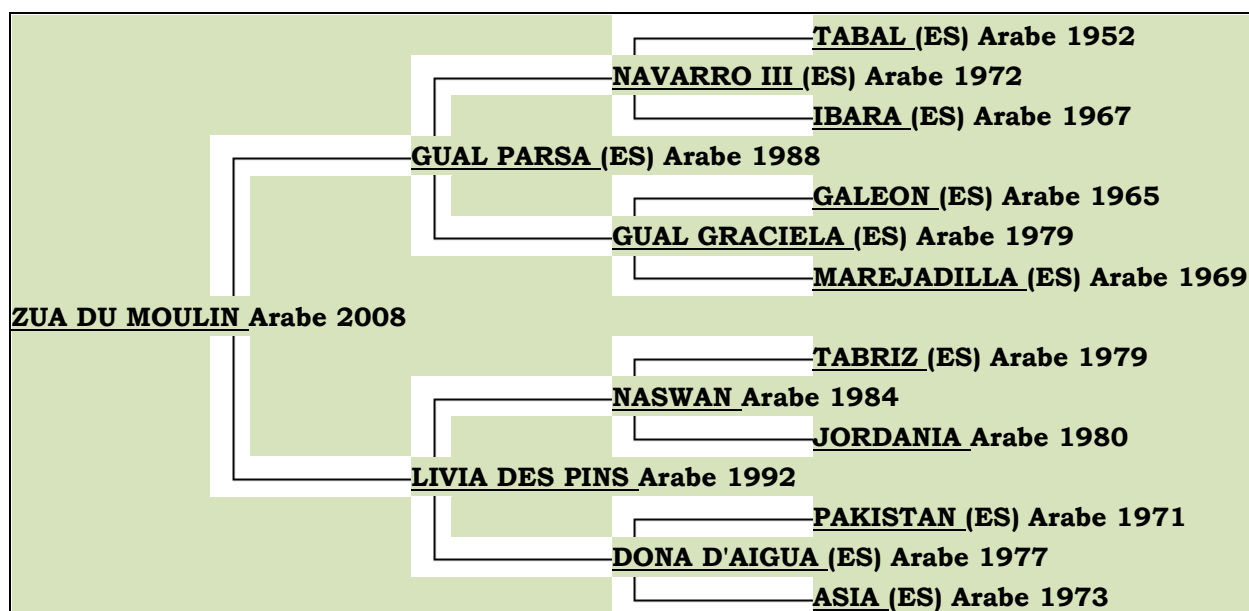 TABAL (ES) Arabe 1952
NAVARRO III (ES) Arabe 1972
IBARA (ES) Arabe 1967
GUAL PARSA (ES) Arabe 1988
GALEON (ES) Arabe 1965
GUAL GRACIELA (ES) Arabe 1979
MAREJADILLA (ES) Arabe 1969
ZUA DU MOULIN Arabe 2008
TABRIZ (ES) Arabe 1979
NASWAN Arabe 1984
JORDANIA Arabe 1980
LIVIA DES PINS Arabe 1992
PAKISTAN (ES) Arabe 1971
DONA D'AIGUA (ES) Arabe 1977
ASIA (ES) Arabe 1973